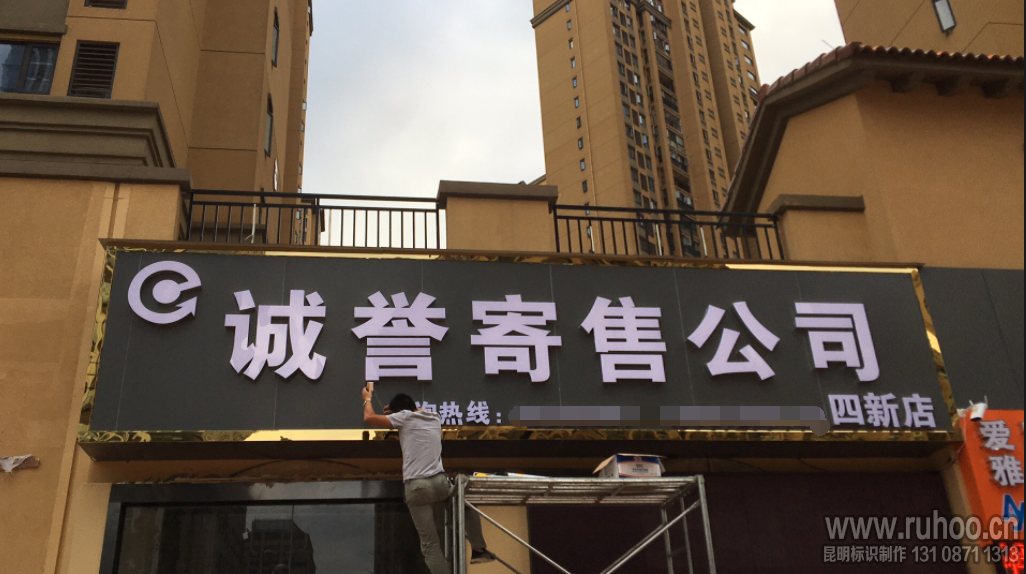 诚誉寄售公司
询热线:
四新店
爱
雅
www.ruhoo.cn
昆明标识制作 131 0871 1313